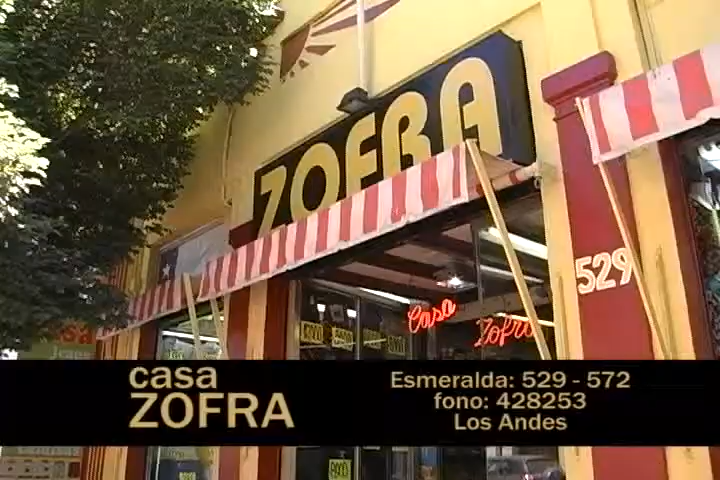 ZOFRA
529
Casa Zofra
casa
ZOFRA
Esmeralda: 529 - 572
fono: 428253
Los Andes